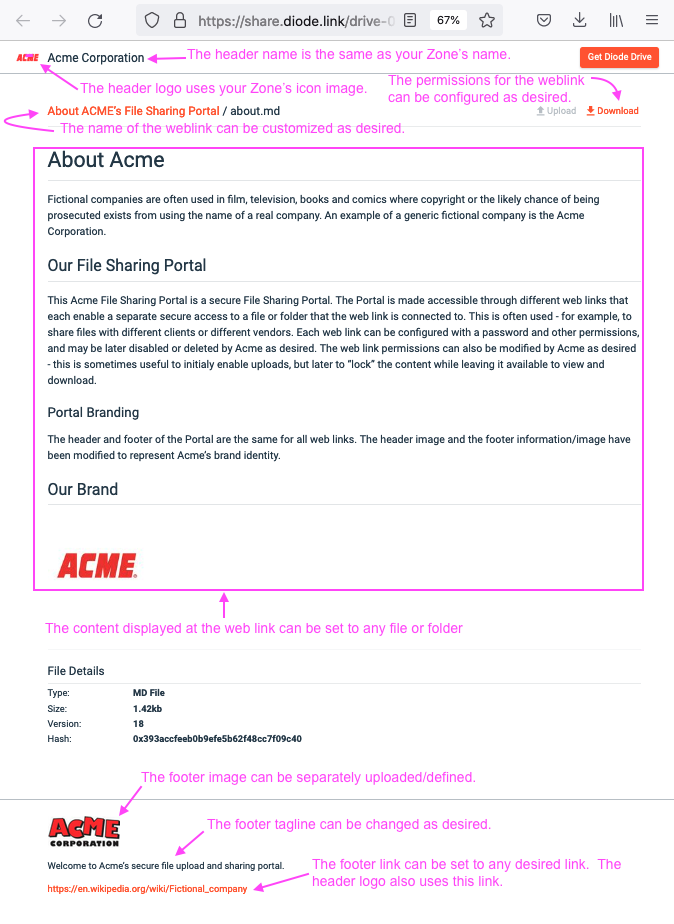 https://share.diode.link/drive-0
67%
ACME Acme Corporation
The header name is the same as your Zone's name.
Get Diode Drive
The header logo uses your Zone's icon image.
The permissions for the weblink
can be configured as desired.
About ACME's File Sharing Portal / about.md
Upload Download
The name of the weblink can be customized as desired.
About Acme
Fictional companies are often used in film, television, books and comics where copyright or the likely chance of being
prosecuted exists from using the name of a real company. An example of a generic fictional company is the Acme
Corporation.
Our File Sharing Portal
This Acme File Sharing Portal is a secure File Sharing Portal. The Portal is made accessible through different web links that
each enable a separate secure access to a file or folder that the web link is connected to. This is often used - for example, to
share files with different clients or different vendors. Each web link can be configured with a password and other permissions,
and may be later disabled or deleted by Acme as desired. The web link permissions can also be modified by Acme as desired
- this is sometimes useful to initialy enable uploads, but later to “lock” the content while leaving it available to view and
download.
Portal Branding
The header and footer of the Portal are the same for all web links. The header image and the footer information/image have
been modified to represent Acme's brand identity.
Our Brand
ACME.
The content displayed at the web link can be set to any file or folder
File Details
Type: MD File
Size: 1.42kb
Version: 18
Hash: 0x393accfeeb0b9efe5b62f48cc7f09c40
The footer image can be separately uploaded/defined.
ACME
CORPORATION
The footer tagline can be changed as desired.
Welcome to Acme's secure file upload and sharing portal.
The footer link can be set to any desired link. The
header logo also uses this link.
https://en.wikipedia.org/wiki/Fictional_company